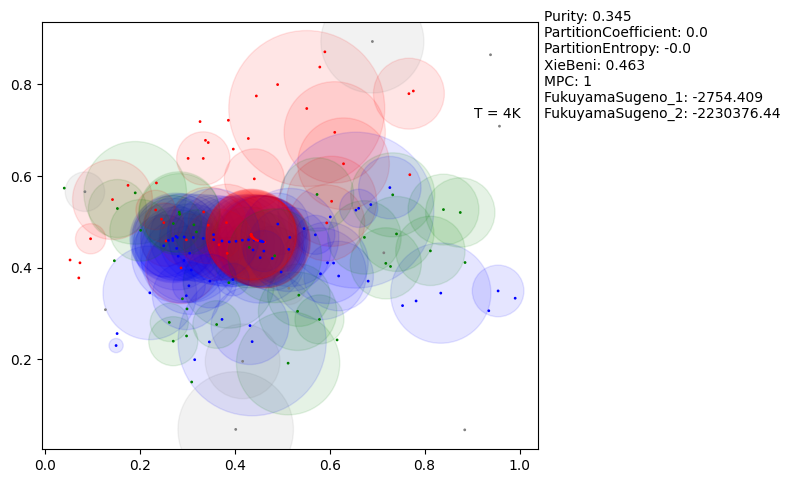 Purity: 0.345
PartitionCoefficient: 0.0
PartitionEntropy: -0.0
XieBeni: 0.463
MPC: 1
FukuyamaSugeno_1: -2754.409
FukuyamaSugeno_2: -2230376.44
T = 4K
0.8
0.6
0.4
0.2
0.0 0.2 0.4 0.6 0.8 1.0